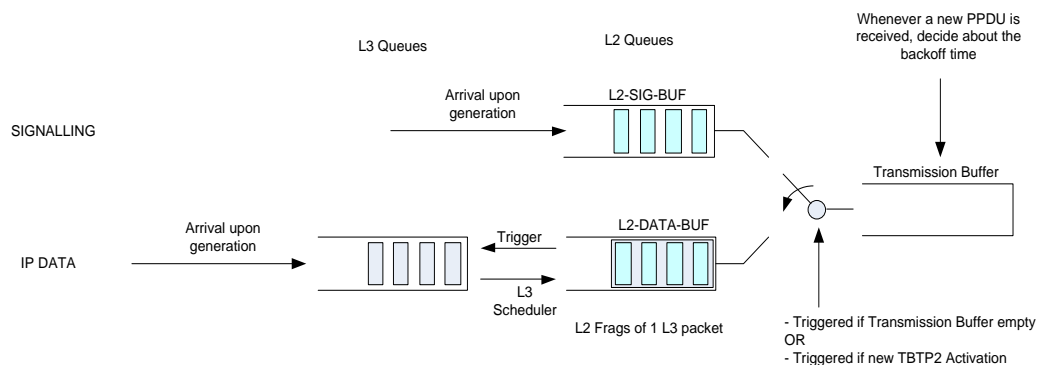 Whenever a new PPDU is
received, decide about the
backoff time
L3 Queues
L2 Queues
L2-SIG-BUF
Arrival upon
generation
SIGNALLING
Transmission Buffer
Arrival upon
generation
L2-DATA-BUF
Trigger
IP DATA
L3
Scheduler
L2 Frags of 1 L3 packet
- Triggered if Transmission Buffer empty
OR
- Triggered if new TBTP2 Activation